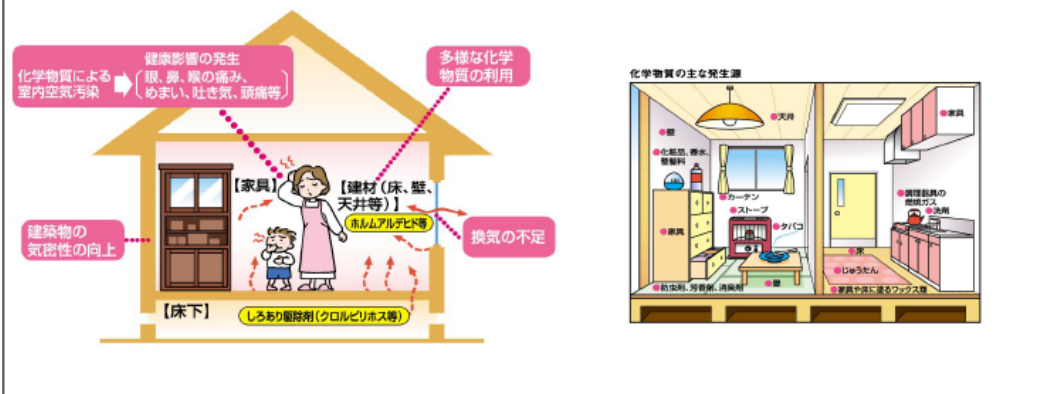 健康影響の発生
化学物質による
室内空気汚染
眼、鼻、喉の痛み、
めまい、吐き気、頭痛等
多様な化学
物質の利用
【家具】
【建材(床、壁、
天井等)】
ホルムアルデヒド等
建築物の
気密性の向上
換気の不足
【床下】
しろあり駆除剤(クロルピリホス等)
化学物質の主な発生源
●天井
●家具
●壁
●化粧品、香水、
整髪料
●カーテン
●ストーブ
●タバコ
●調理器具の
燃焼ガス
●洗剤
●家具
●床
●じゅうたん
●防虫剤、芳香剤、消臭剤
●家具や床に塗るワックス類